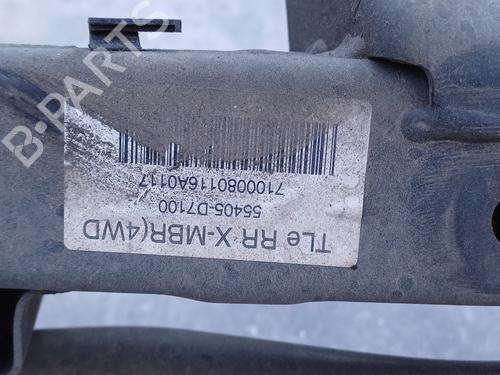 TLe RR X-MBR(4WD
55405-D7100
7100080116A0117
B-PARTS